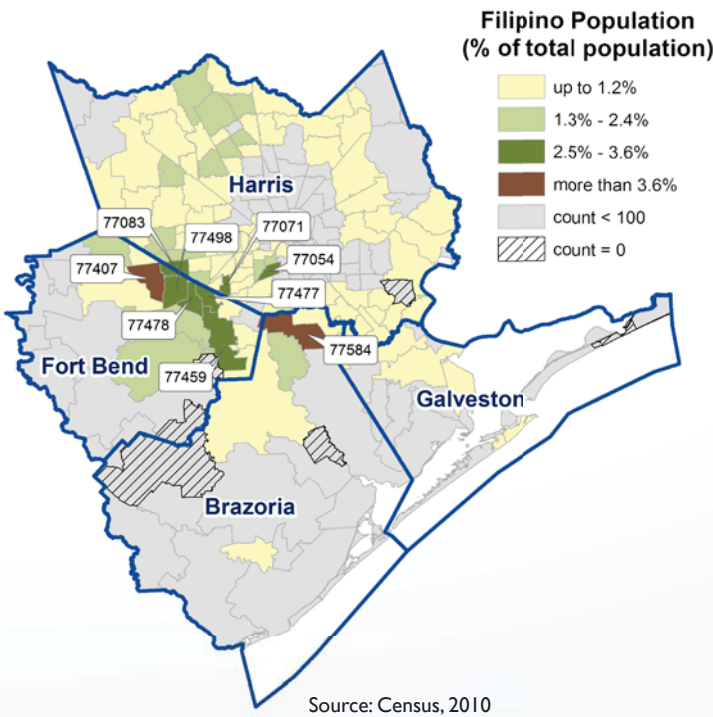 Filipino Population
(% of total population)
up to 1.2%
1.3% - 2.4%
2.5% - 3.6%
more than 3.6%
count < 100
count = 0
Harris
77083
77498
77071
77054
77407
77477
77478
77584
Fort Bend
77459
Galveston
Brazoria
Source: Census, 2010